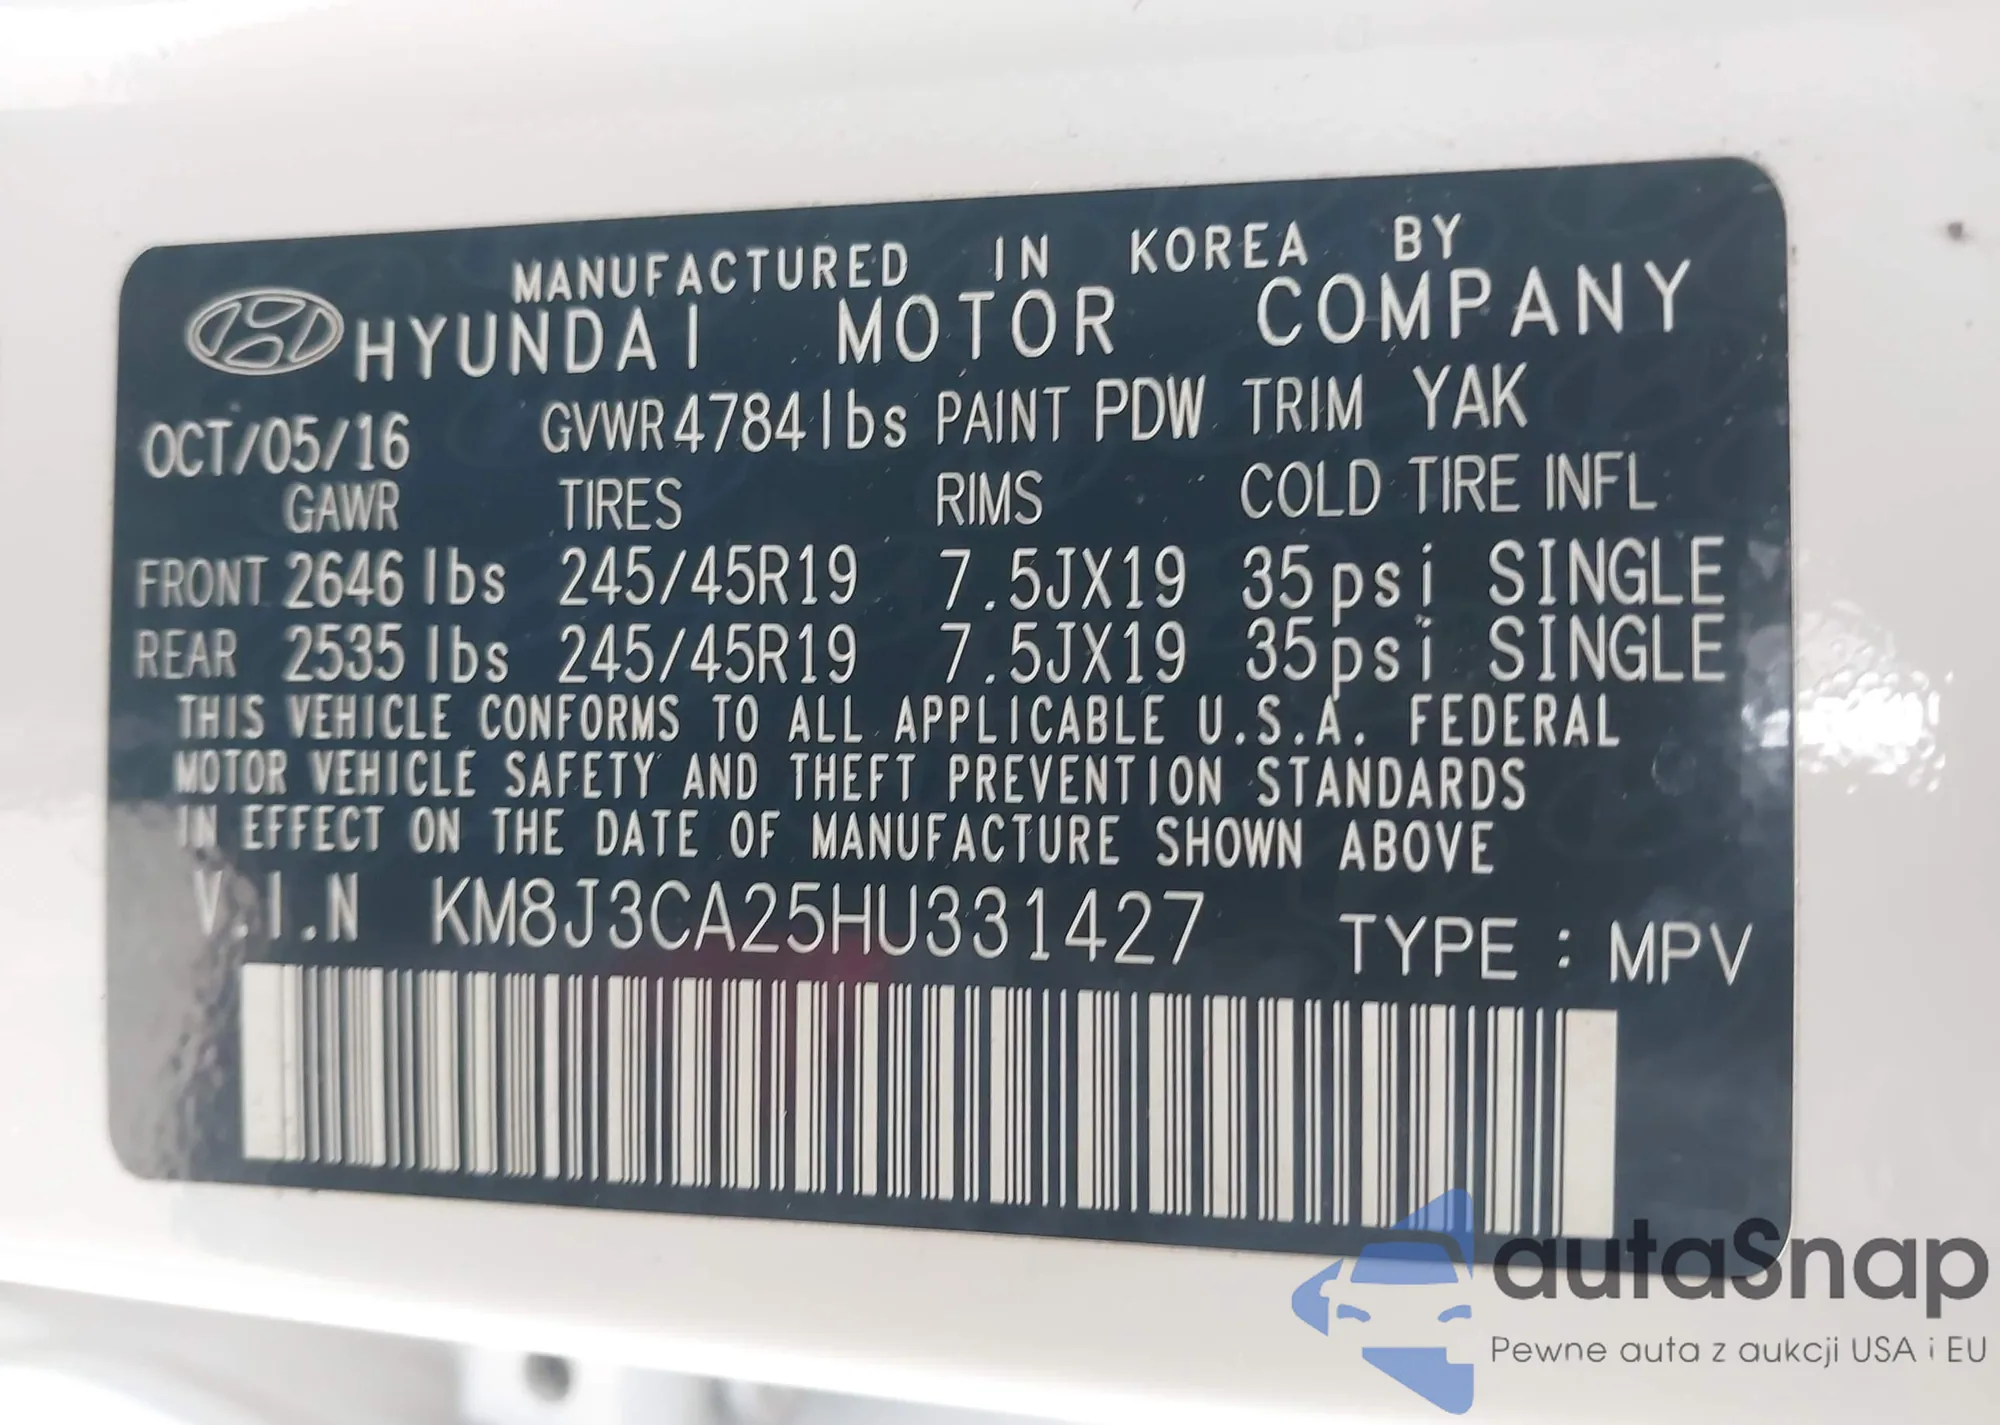 MANUFACTURED IN KOREA BY
HYUNDAI MOTOR COMPANY
OCT/05/16 GVWR 4784lbs PAINT PDW TRIM YAK
GAWR TIRES RIMS COLD TIRE INFL
FRONT 2646 lbs 245/45R19 7.5JX19 35psi SINGLE
REAR 2535 lbs 245/45R19 7.5JX19 35psi SINGLE
THIS VEHICLE CONFORMS TO ALL APPLICABLE U.S.A. FEDERAL
MOTOR VEHICLE SAFETY AND THEFT PREVENTION STANDARDS
IN EFFECT ON THE DATE OF MANUFACTURE SHOWN ABOVE
V.I.N KM8J3CA25HU331427 TYPE : MPV
autaSnap
Pewne auta z aukcji USA i EU